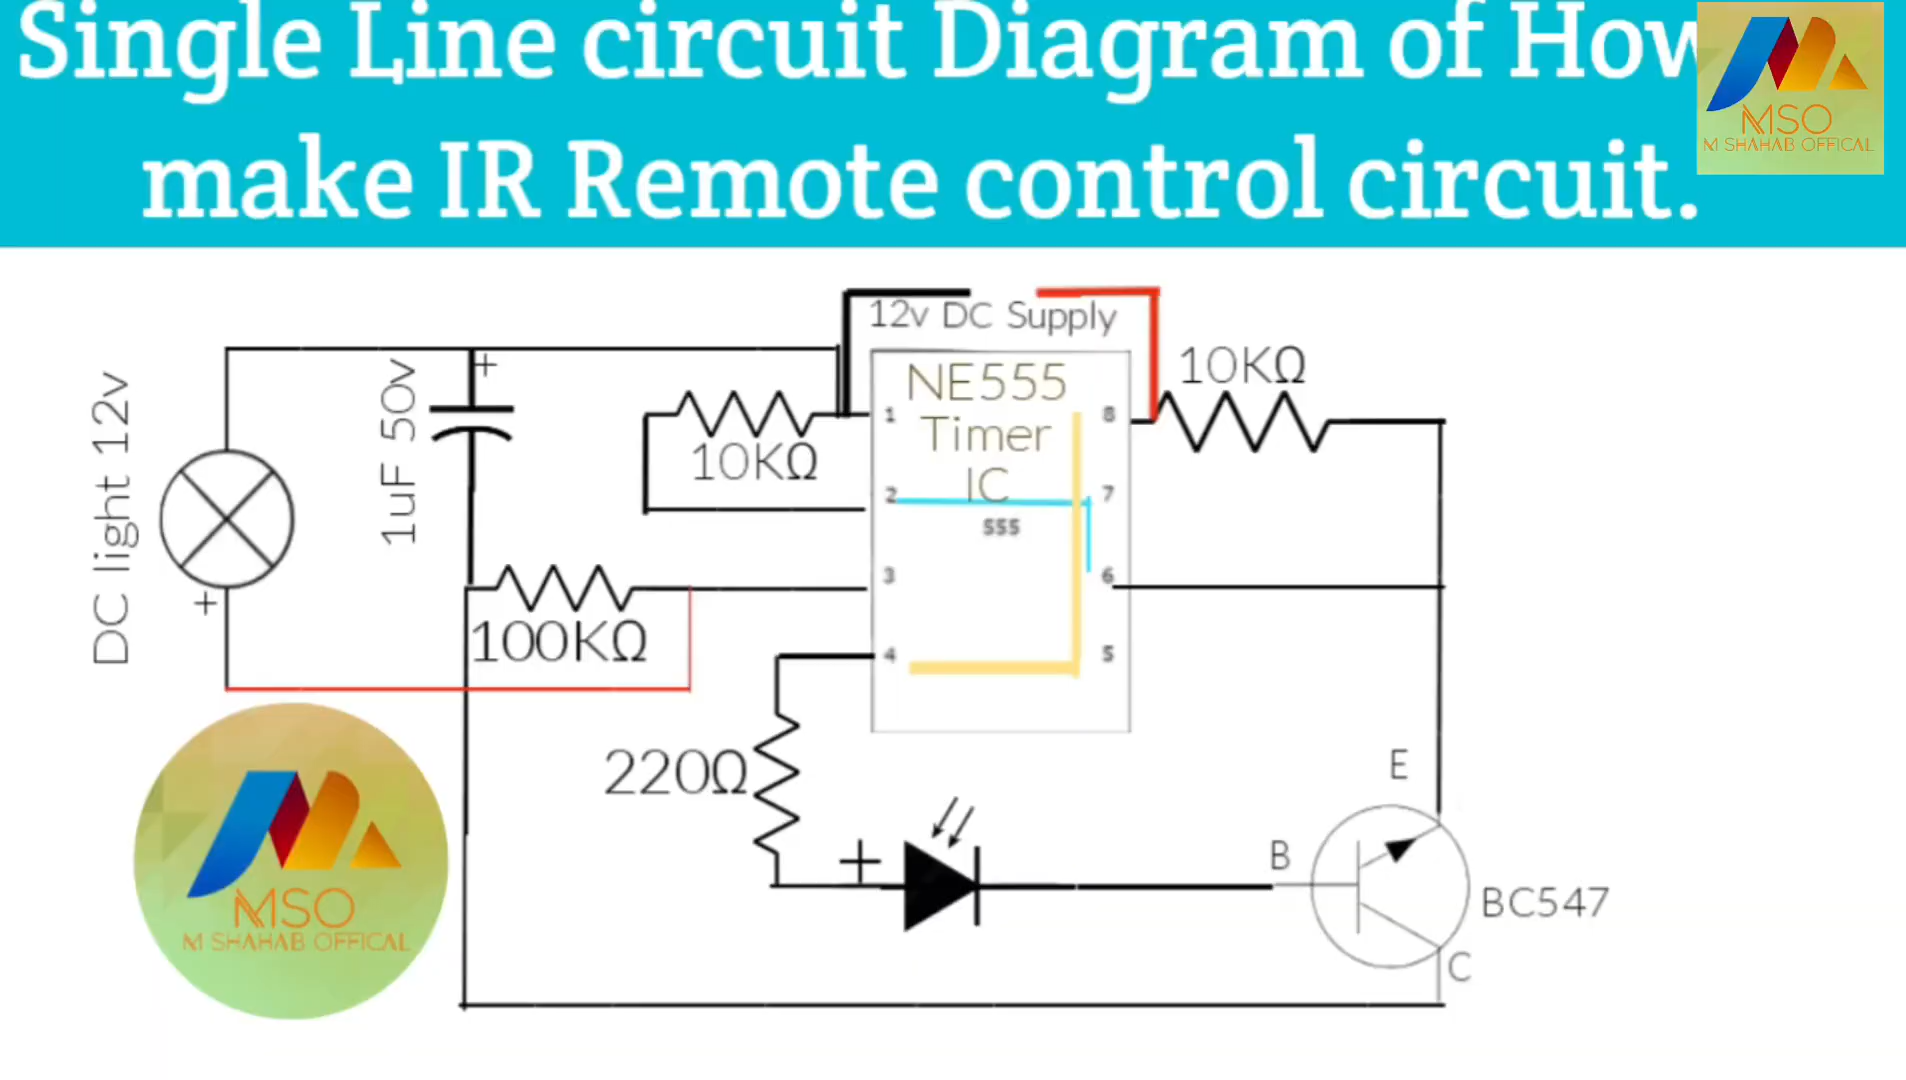 Single Line circuit Diagram of How
make IR Remote control circuit.
MSO
M SHAHAB OFFICAL
12v DC Supply
DC light 12v
+
1uF 50v
+
10KΩ
100KΩ
220Ω
NE555
Timer
IC
555
1
2
3
4
8
7
6
5
10KΩ
+
B
E
C
BC547
MSO
M SHAHAB OFFICAL